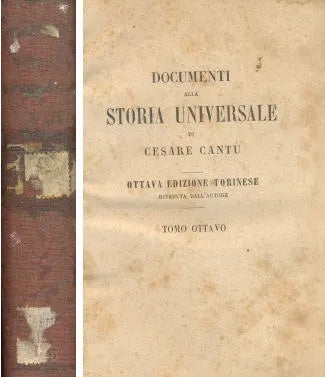 DOCUMENTI
ALLA
STORIA UNIVERSALE
DI
CESARE CANTÙ
OTTAVA EDIZIONE TORINESE
RIVEDUTA DALL'AUTORE
TOMO OTTAVO